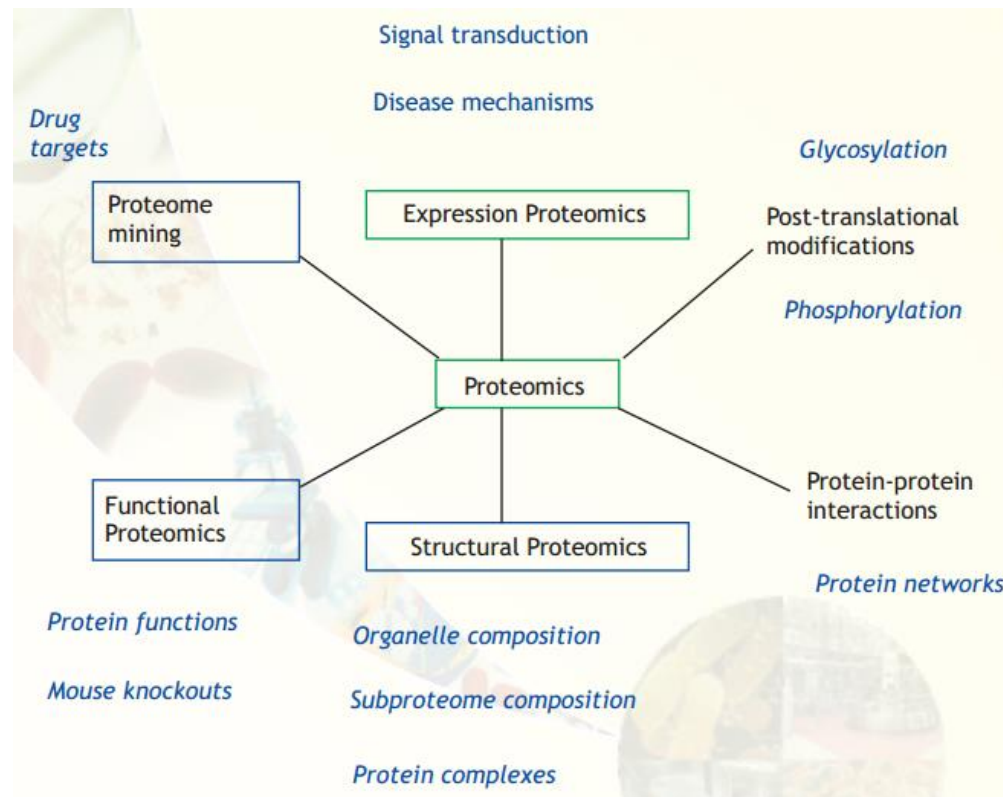 Signal transduction
Disease mechanisms
Drug
targets
Glycosylation
Proteome
mining
Expression Proteomics
Post-translational
modifications
Phosphorylation
Proteomics
Functional
Proteomics
Structural Proteomics
Protein-protein
interactions
Protein networks
Protein functions
Organelle composition
Mouse knockouts
Subproteome composition
Protein complexes